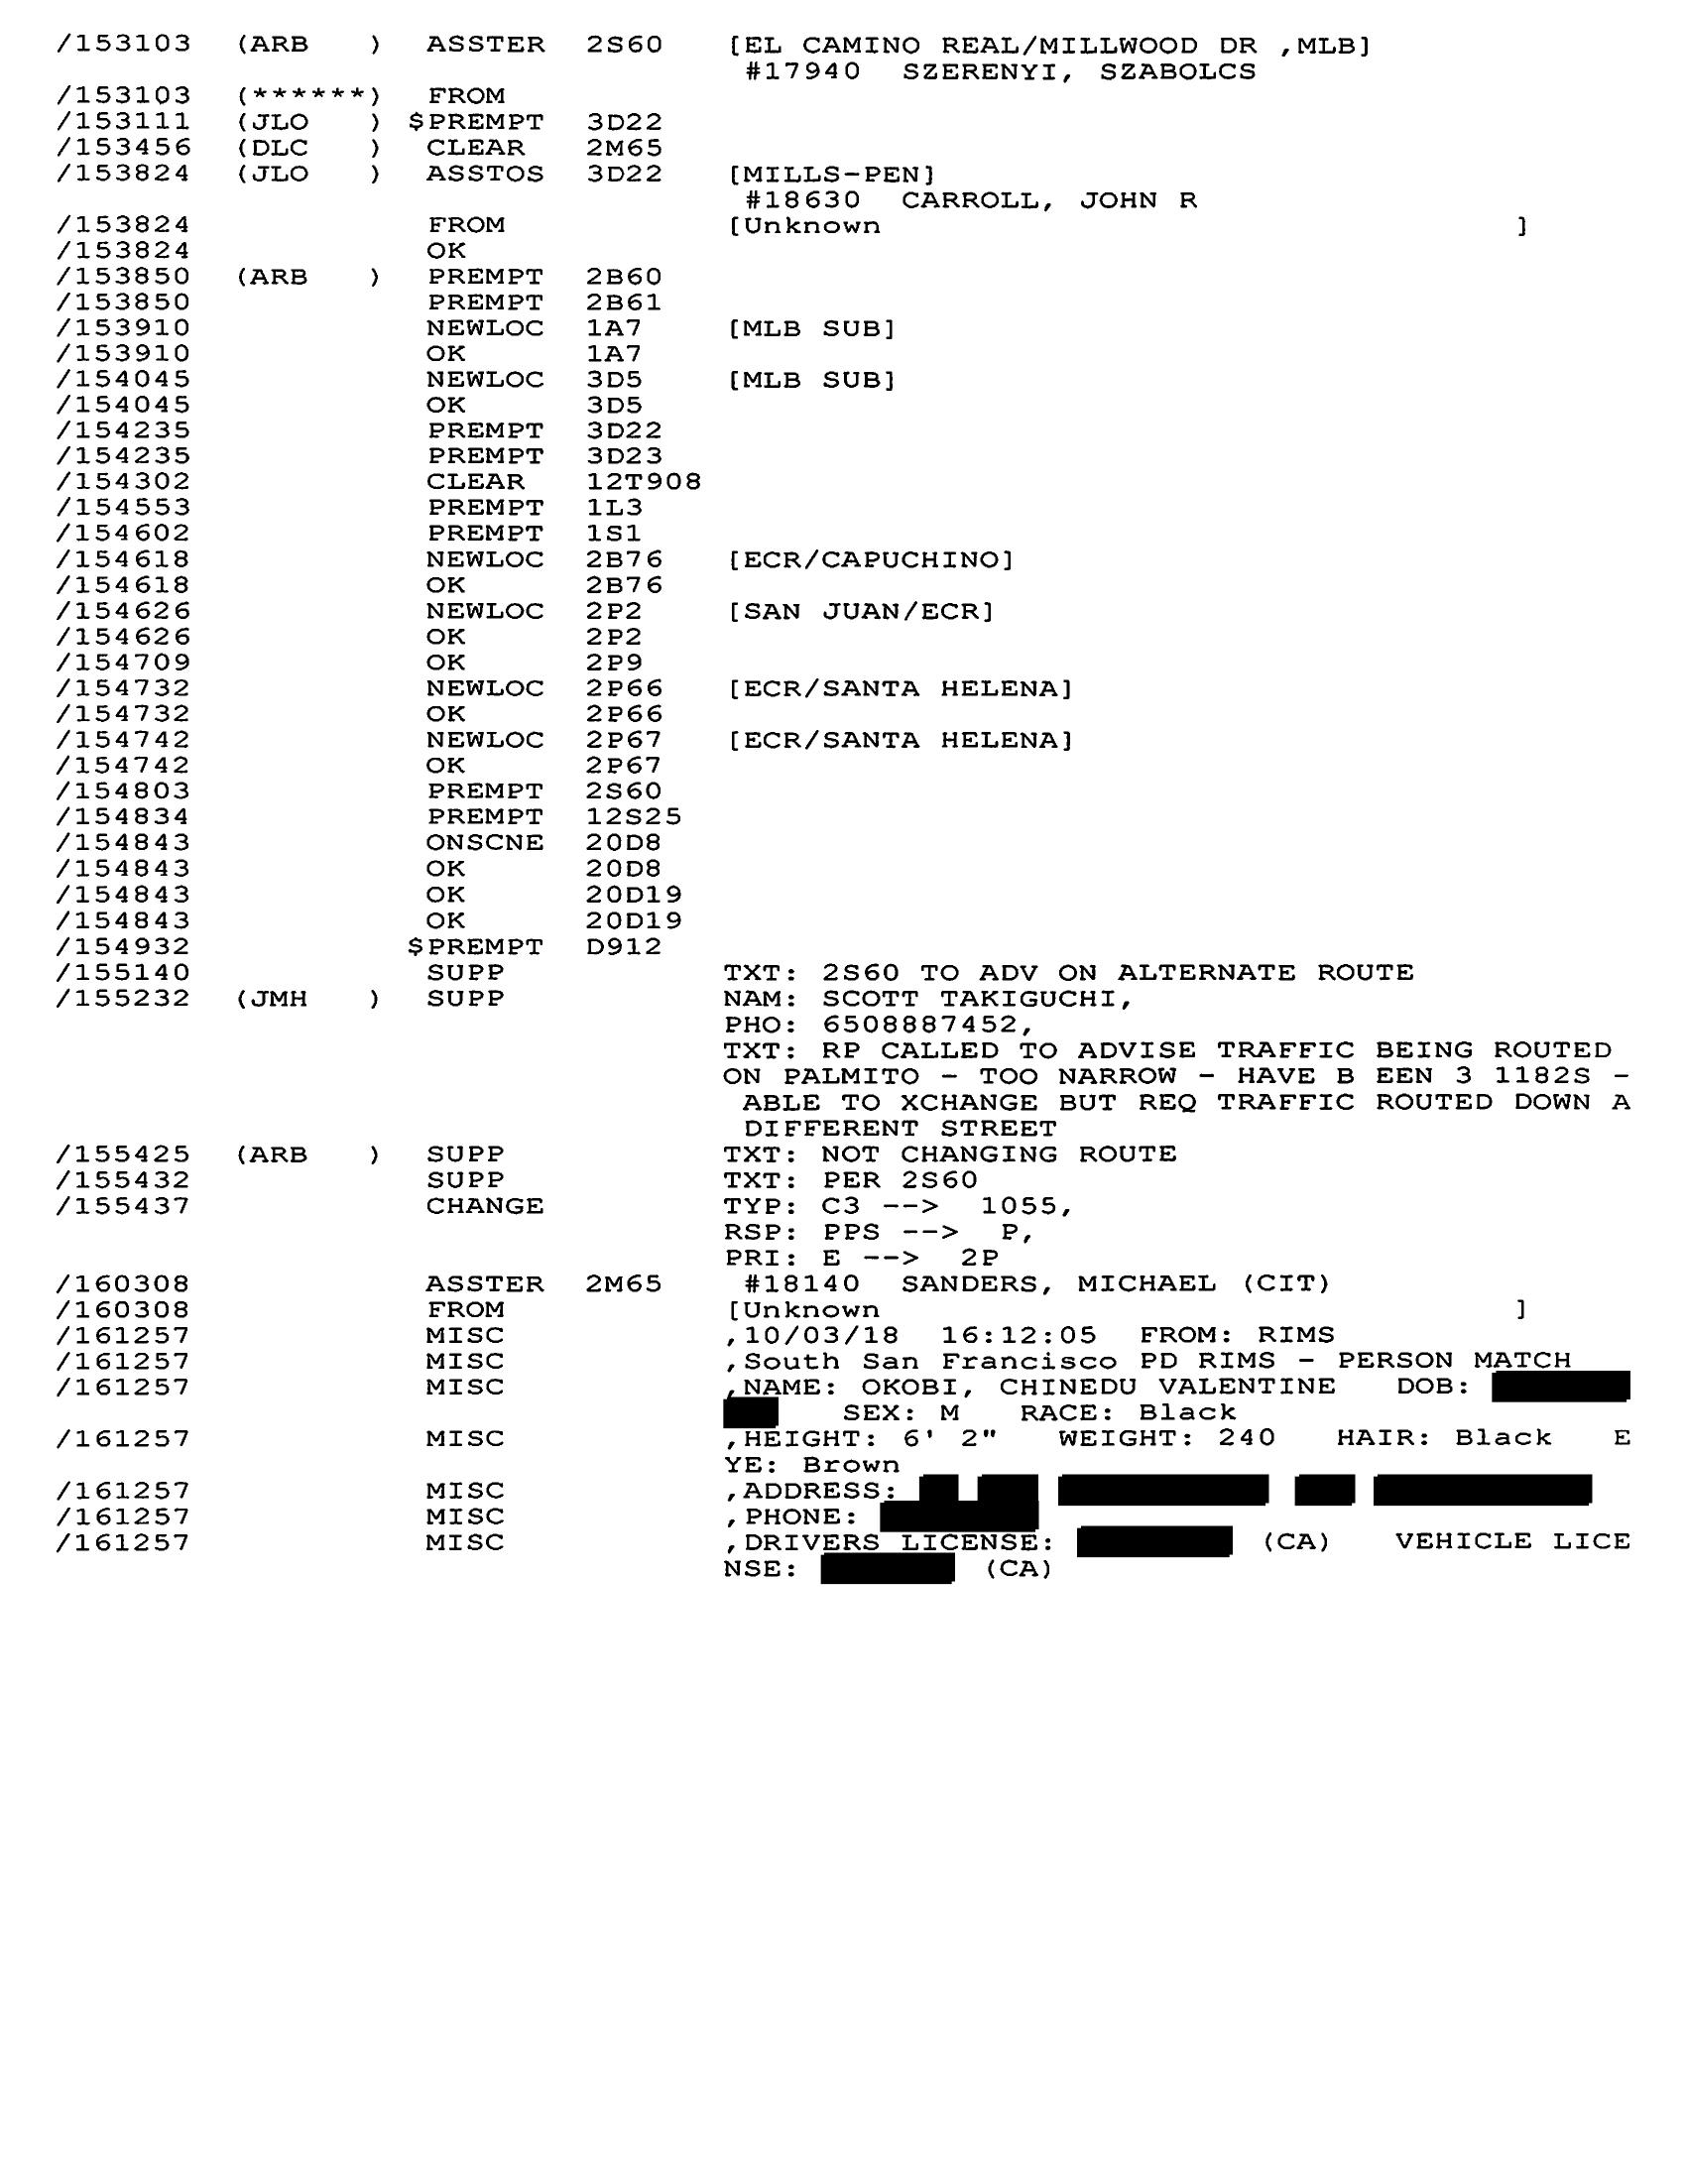 /153103 (ARB ) ASSTER 2S60 [EL CAMINO REAL/MILLWOOD DR ,MLB]
#17940 SZERENYI, SZABOLCS
/153103 (******) FROM
/153111 (JLO ) $PREMPT 3D22
/153456 (DLC ) CLEAR 2M65
/153824 (JLO ) ASSTOS 3D22 [MILLS-PEN]
#18630 CARROLL, JOHN R
/153824 FROM [Unknown ]
/153824 OK
/153850 (ARB ) PREMPT 2B60
/153850 PREMPT 2B61
/153910 NEWLOC 1A7 [MLB SUB]
/153910 OK 1A7
/154045 NEWLOC 3D5 [MLB SUB]
/154045 OK 3D5
/154235 PREMPT 3D22
/154235 PREMPT 3D23
/154302 CLEAR 12T908
/154553 PREMPT 1L3
/154602 PREMPT 1S1
/154618 NEWLOC 2B76 [ECR/CAPUCHINO]
/154618 OK 2B76
/154626 NEWLOC 2P2 [SAN JUAN/ECR]
/154626 OK 2P2
/154709 OK 2P9
/154732 NEWLOC 2P66 [ECR/SANTA HELENA]
/154732 OK 2P66
/154742 NEWLOC 2P67 [ECR/SANTA HELENA]
/154742 OK 2P67
/154803 PREMPT 2S60
/154834 PREMPT 12S25
/154843 ONSCNE 20D8
/154843 OK 20D8
/154843 OK 20D19
/154843 OK 20D19
/154932 $PREMPT D912
/155140 SUPP TXT: 2S60 TO ADV ON ALTERNATE ROUTE
/155232 (JMH ) SUPP NAM: SCOTT TAKIGUCHI,
PHO: 6508887452,
TXT: RP CALLED TO ADVISE TRAFFIC BEING ROUTED
ON PALMITO - TOO NARROW - HAVE B EEN 3 1182S -
ABLE TO XCHANGE BUT REQ TRAFFIC ROUTED DOWN A
DIFFERENT STREET
/155425 (ARB ) SUPP TXT: NOT CHANGING ROUTE
/155432 SUPP TXT: PER 2S60
/155437 CHANGE TYP: C3 --> 1055,
RSP: PPS --> P,
PRI: E --> 2P
/160308 ASSTER 2M65 #18140 SANDERS, MICHAEL (CIT)
/160308 FROM [Unknown ]
/161257 MISC ,10/03/18 16:12:05 FROM: RIMS
/161257 MISC ,South San Francisco PD RIMS - PERSON MATCH
/161257 MISC ,NAME: OKOBI, CHINEDU VALENTINE DOB:
SEX: M RACE: Black
/161257 MISC ,HEIGHT: 6' 2" WEIGHT: 240 HAIR: Black E
YE: Brown
/161257 MISC ,ADDRESS:
/161257 MISC ,PHONE:
/161257 MISC ,DRIVERS LICENSE: (CA) VEHICLE LICE
NSE: (CA)